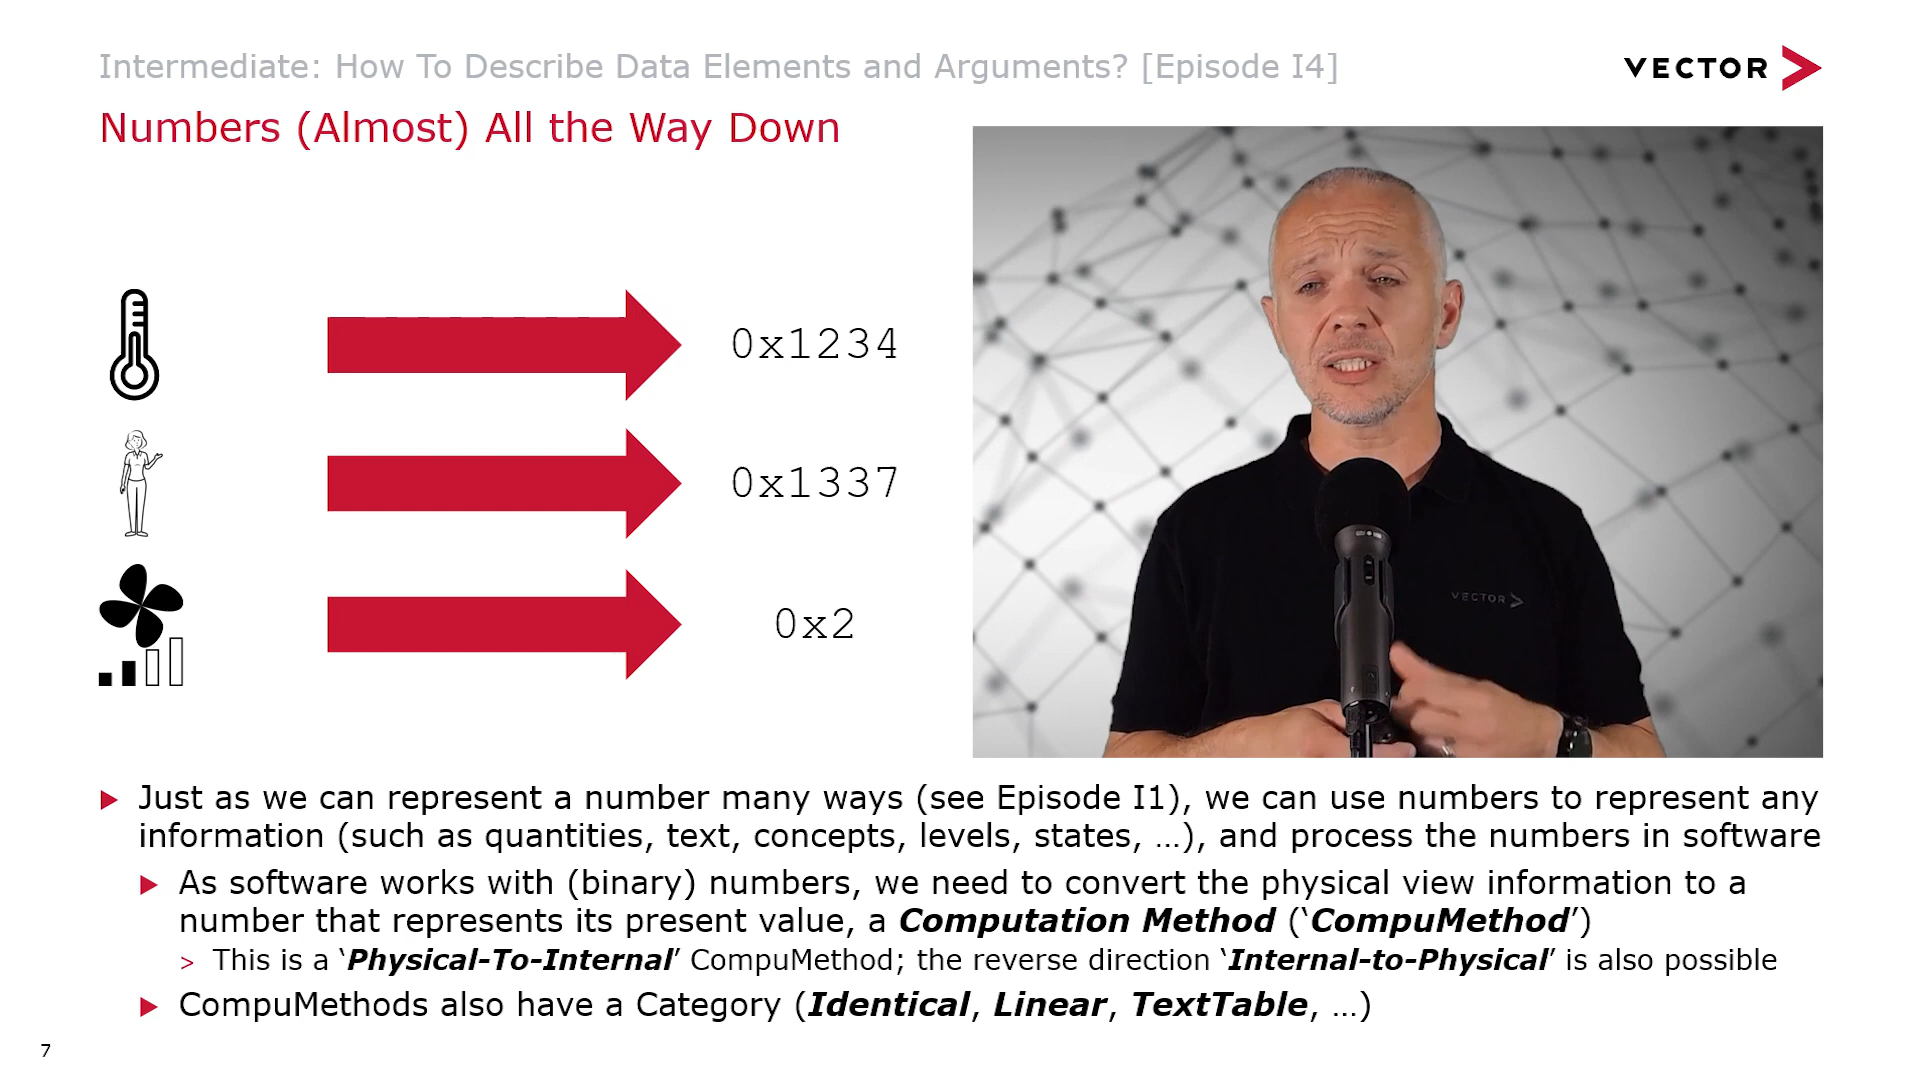 Intermediate: How To Describe Data Elements and Arguments? [Episode I4]
VECTOR
Numbers (Almost) All the Way Down
0x1234
0x1337
0x2
VECTOR
Just as we can represent a number many ways (see Episode I1), we can use numbers to represent any
information (such as quantities, text, concepts, levels, states, …), and process the numbers in software
As software works with (binary) numbers, we need to convert the physical view information to a
number that represents its present value, a Computation Method (‘CompuMethod’)
> This is a ‘Physical-To-Internal’ CompuMethod; the reverse direction ‘Internal-to-Physical’ is also possible
CompuMethods also have a Category (Identical, Linear, TextTable, …)
7